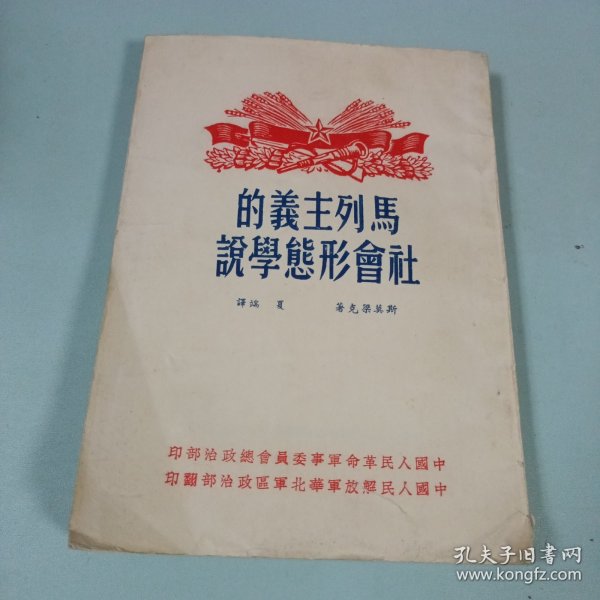 馬列主義的
社會形態學說
斯莫梁克著 夏謞譯
中國人民革命軍事委員會總政治部印
中國人民解放軍華北軍區政治部翻印
孔夫子旧书网
www.kongfz.com